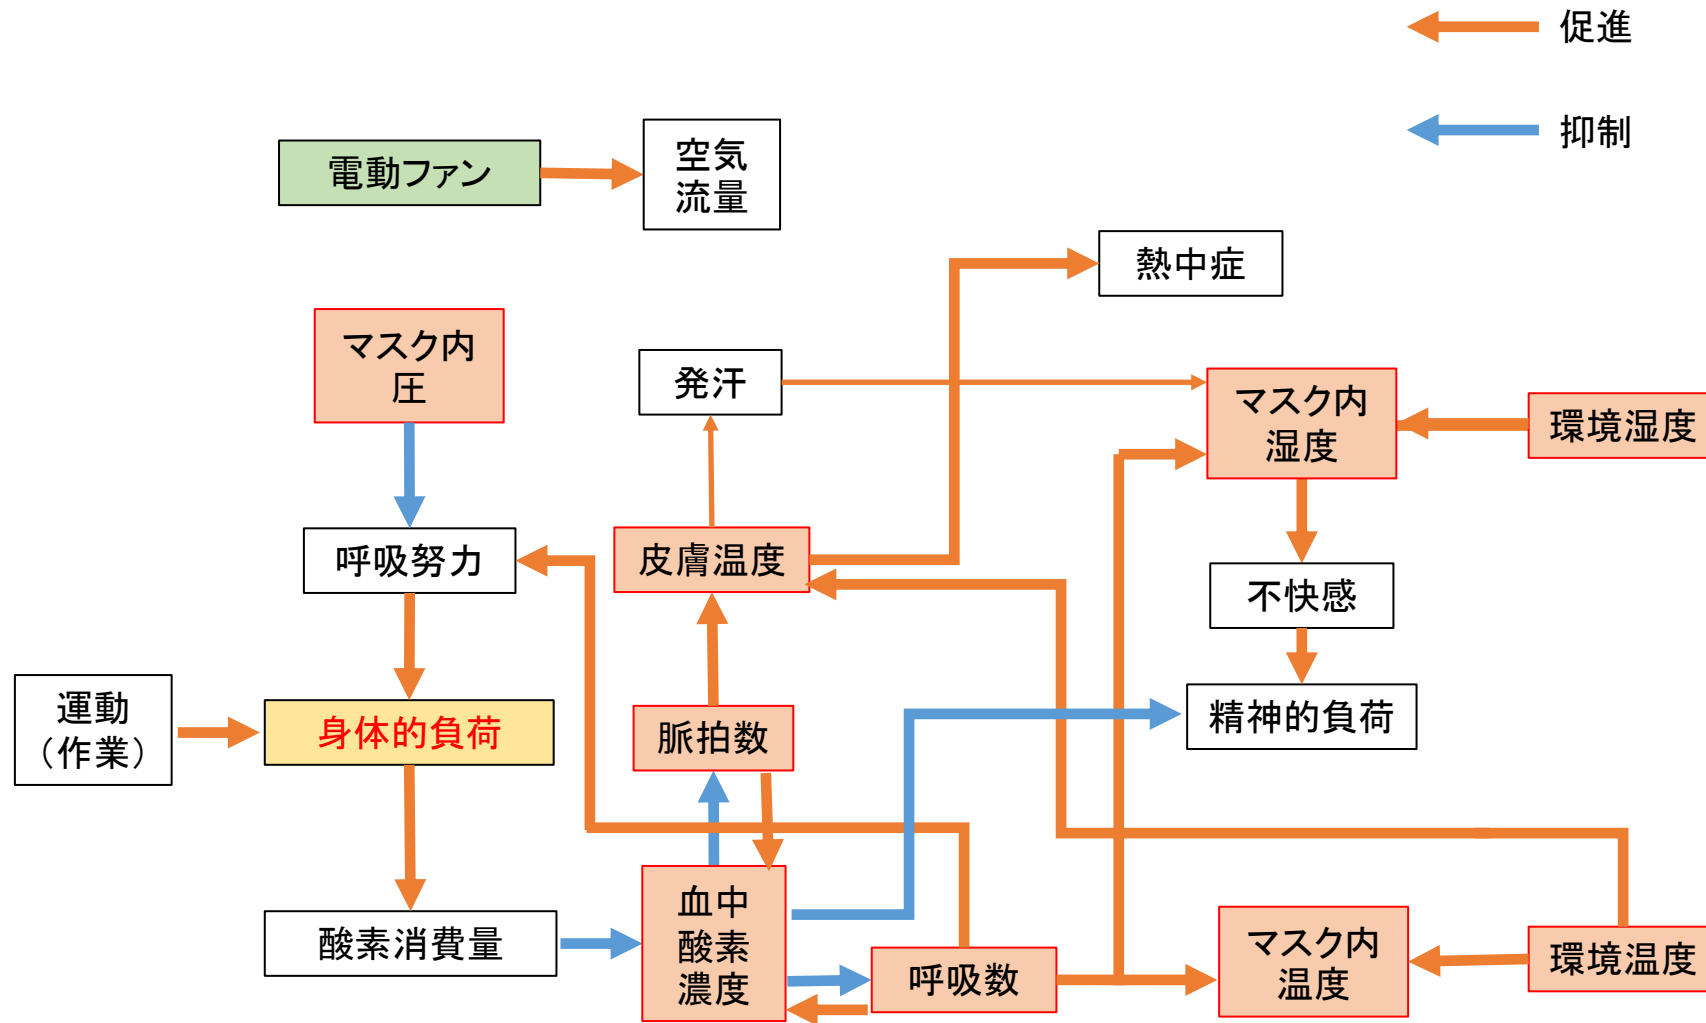 促進
抑制
電動ファン
空気
流量
熱中症
マスク内
圧
発汗
マスク内
湿度
環境湿度
呼吸努力
皮膚温度
不快感
運動
（作業）
身体的負荷
脈拍数
精神的負荷
酸素消費量
血中
酸素
濃度
呼吸数
マスク内
温度
環境温度